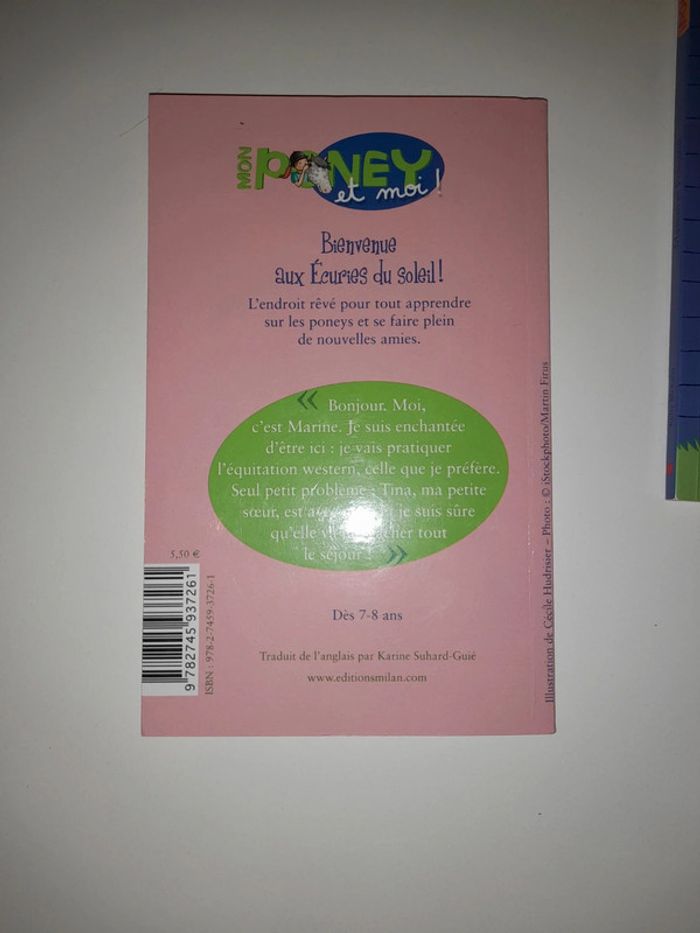 MON PONEY
et moi !
Bienvenue
aux Écuries du soleil !
L'endroit rêvé pour tout apprendre
sur les poneys et se faire plein
de nouvelles amies.
« Bonjour. Moi,
c'est Marine. Je suis enchantée
d'être ici : je vais pratiquer
l'équitation western, celle que je préfère.
Seul petit problème : Tina, ma petite
sœur, est je suis sûre
qu'elle tout
le séjour ! »
5,50 €
9 782745 937261
ISBN : 978-2-7459-3726-1
Dès 7-8 ans
Traduit de l'anglais par Karine Suhard-Guié
www.editionsmilan.com
Illustration de Cécile Hudrisier – Photo : © iStockphoto/Martin Firus